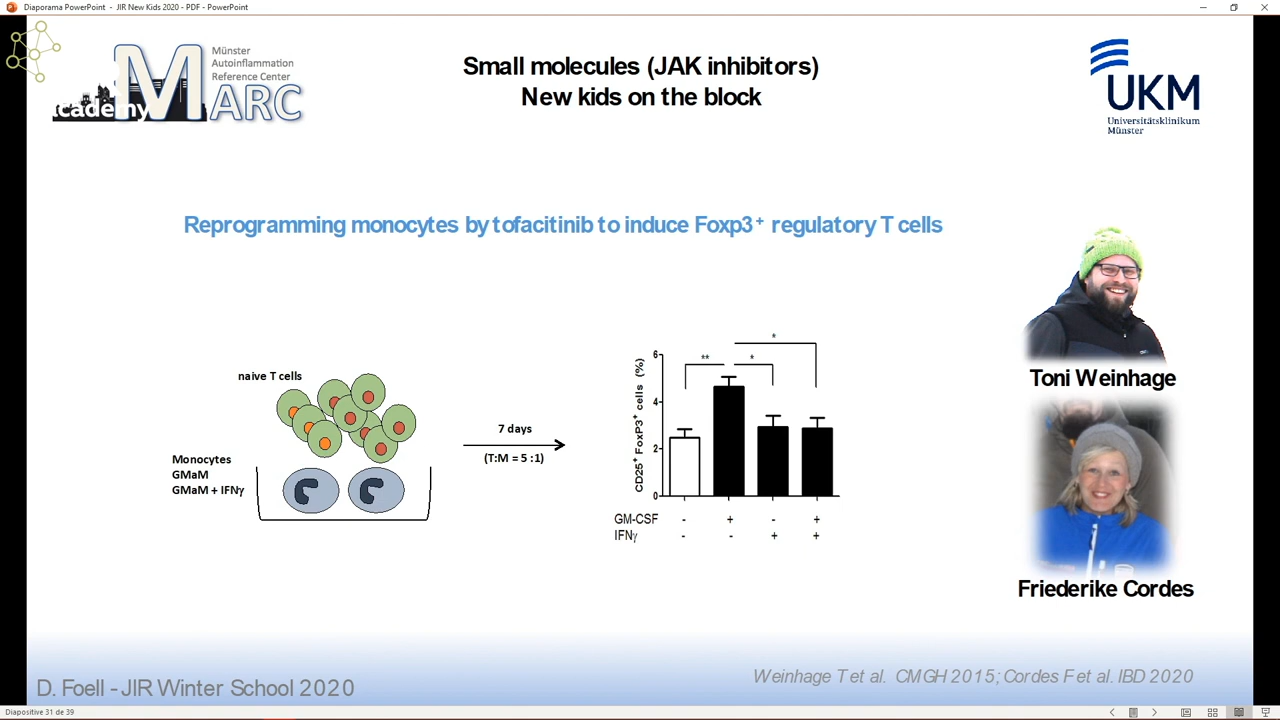 Diaporama PowerPoint - JIR New Kids 2020 - PDF - PowerPoint
Münster
Autoinflammation
Reference Center
MARC
cademy
Small molecules (JAK inhibitors)
New kids on the block
UKM
Universitätsklinikum
Münster
Reprogramming monocytes by tofacitinib to induce Foxp3⁺ regulatory T cells
naive T cells
Monocytes
GMaM
GMaM + IFNγ
7 days
(T:M = 5 :1)
CD25⁺ FoxP3⁺ cells (%)
6
4
2
0
** * *
GM-CSF - + - +
IFNγ - - + +
Toni Weinhage
Friederike Cordes
Weinhage T et al. CMGH 2015; Cordes F et al. IBD 2020
D. Foell - JIR Winter School 2020
Diapositive 31 de 39